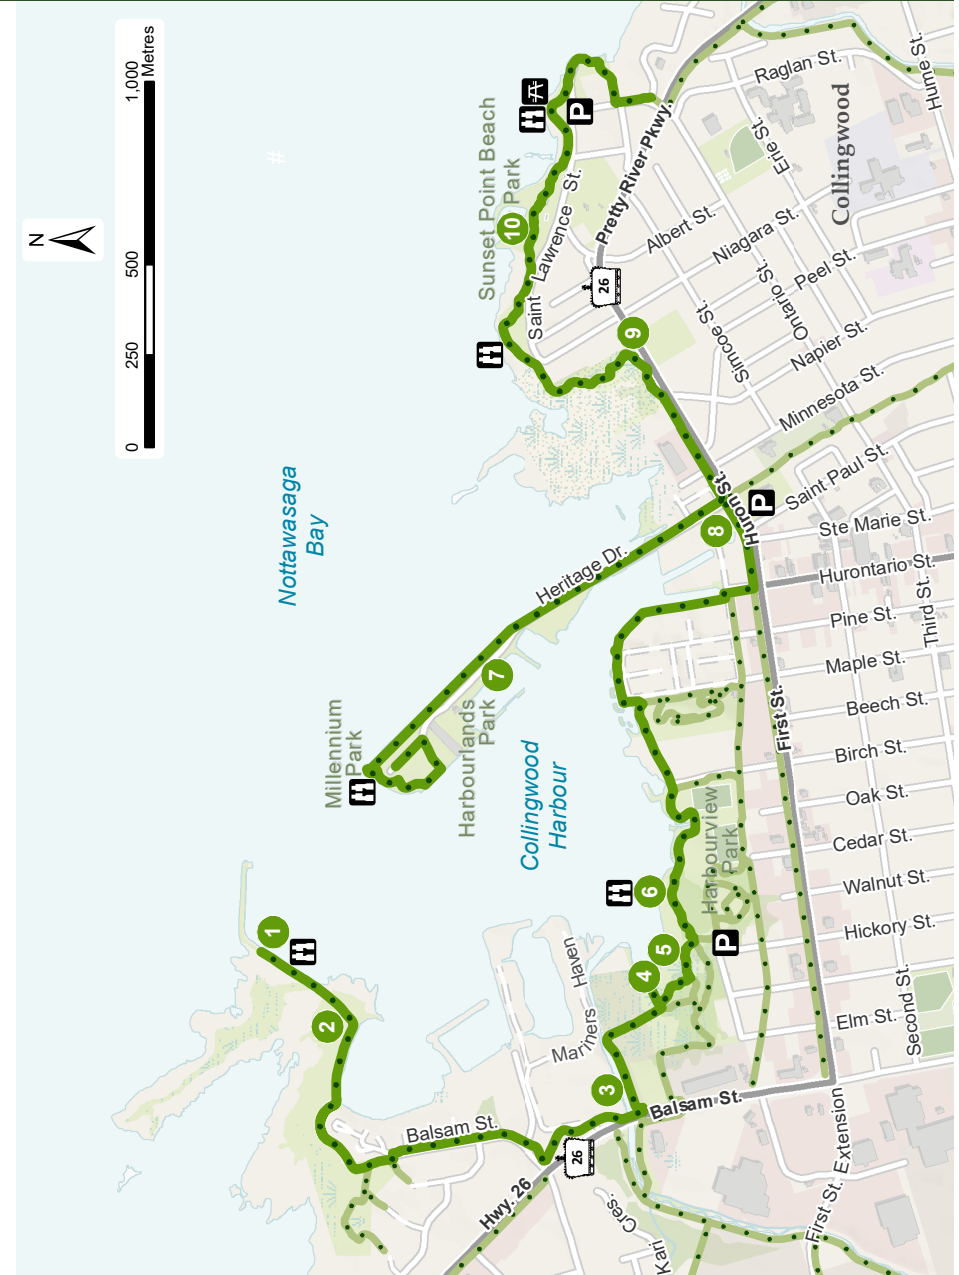 N
0
250
500
1,000
Metres
#
Nottawasaga
Bay
Sunset Point Beach
Park
10
Saint Lawrence St.
Pretty River Pkwy.
26
Raglan St.
Hume St.
Erie St.
Collingwood
Albert St.
Niagara St.
Peel St.
Ontario St.
Simcoe St.
Napier St.
9
Minnesota St.
Saint Paul St.
Huron St.
P
P
8
Ste Marie St.
Heritage Dr.
Hurontario St.
Third St.
Pine St.
Maple St.
7
Millennium
Park
Harbourlands
Park
Collingwood
Harbour
First St.
Beech St.
Birch St.
Oak St.
Harbourview
Park
Cedar St.
Walnut St.
6
5
4
P
Hickory St.
1
2
Mariners Haven
Second St.
Elm St.
3
Balsam St.
Balsam St.
26
Hwy. 26
First St. Extension
Kari Cres.